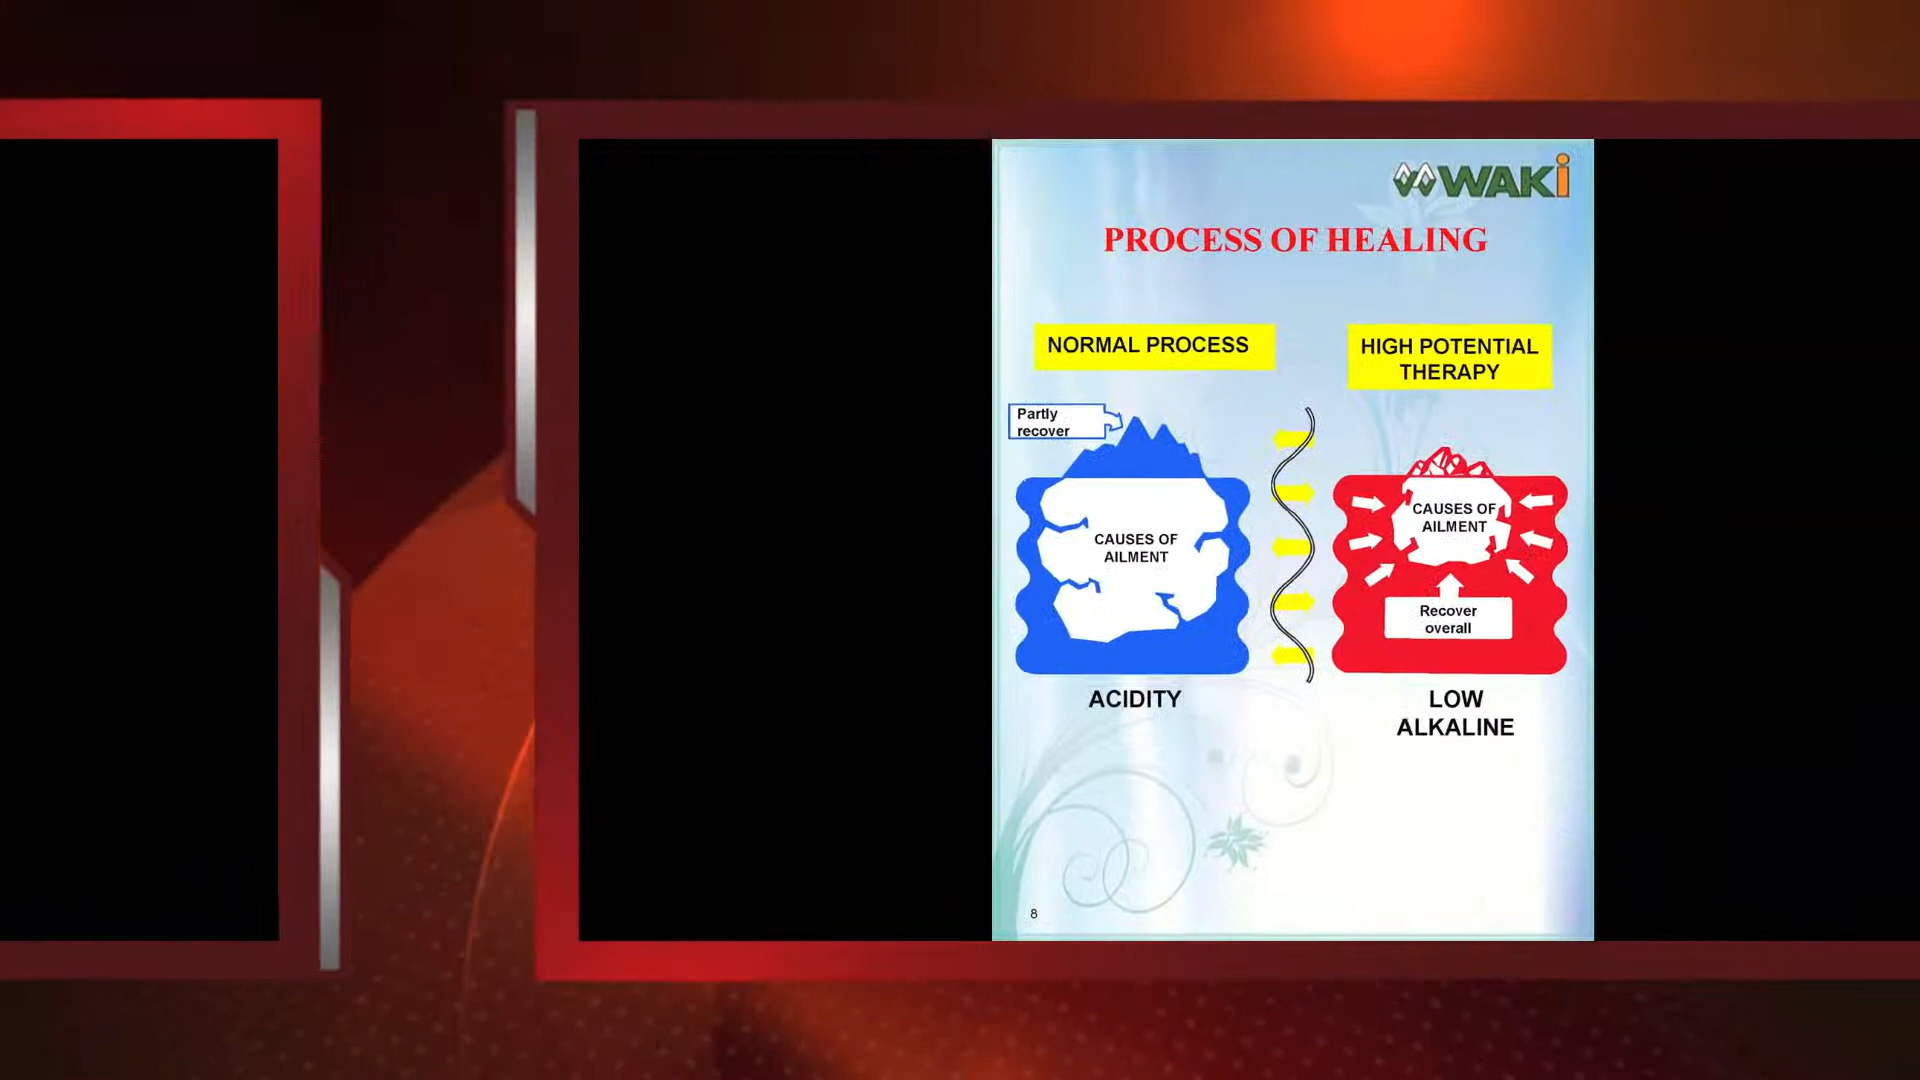 WAKi
PROCESS OF HEALING
NORMAL PROCESS
HIGH POTENTIAL
THERAPY
Partly
recover
CAUSES OF
AILMENT
CAUSES OF
AILMENT
Recover
overall
ACIDITY
LOW
ALKALINE
8